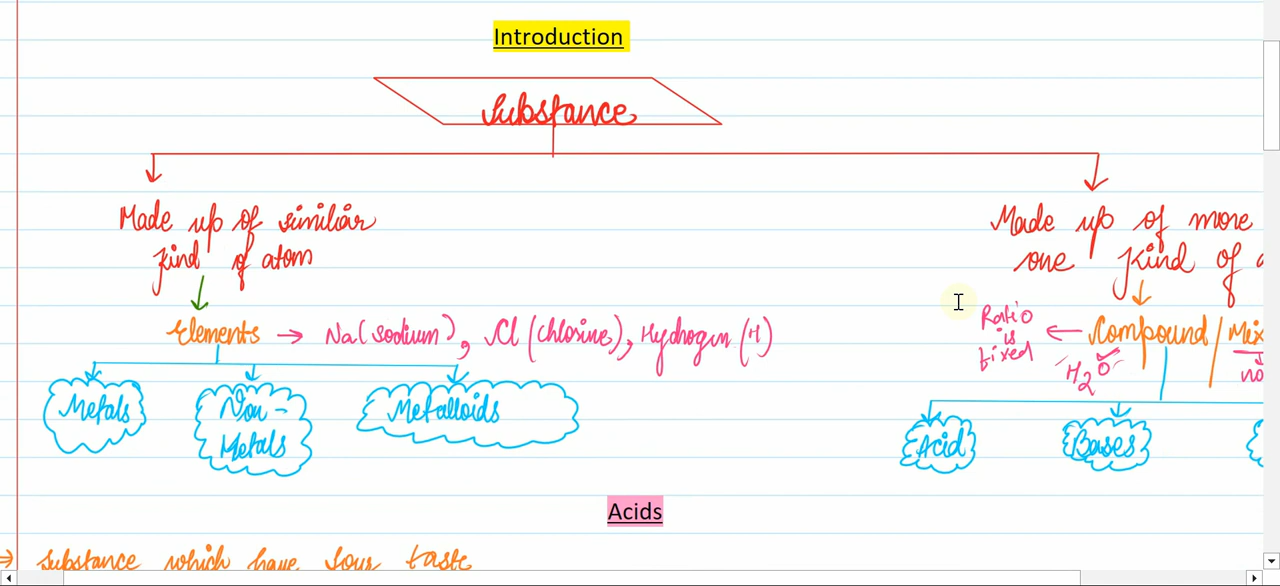 Introduction
Substance
Made up of similiar
kind of atom
Made up of more
one kind of
Elements → Na (sodium), Cl (chlorine), Hydrogen (H)
Ratio
is
fixed
← Compound /
H2O
no
Metals
Non-
Metals
Metalloids
Acid
Bases
Acids
⇒ Substance which have sour taste